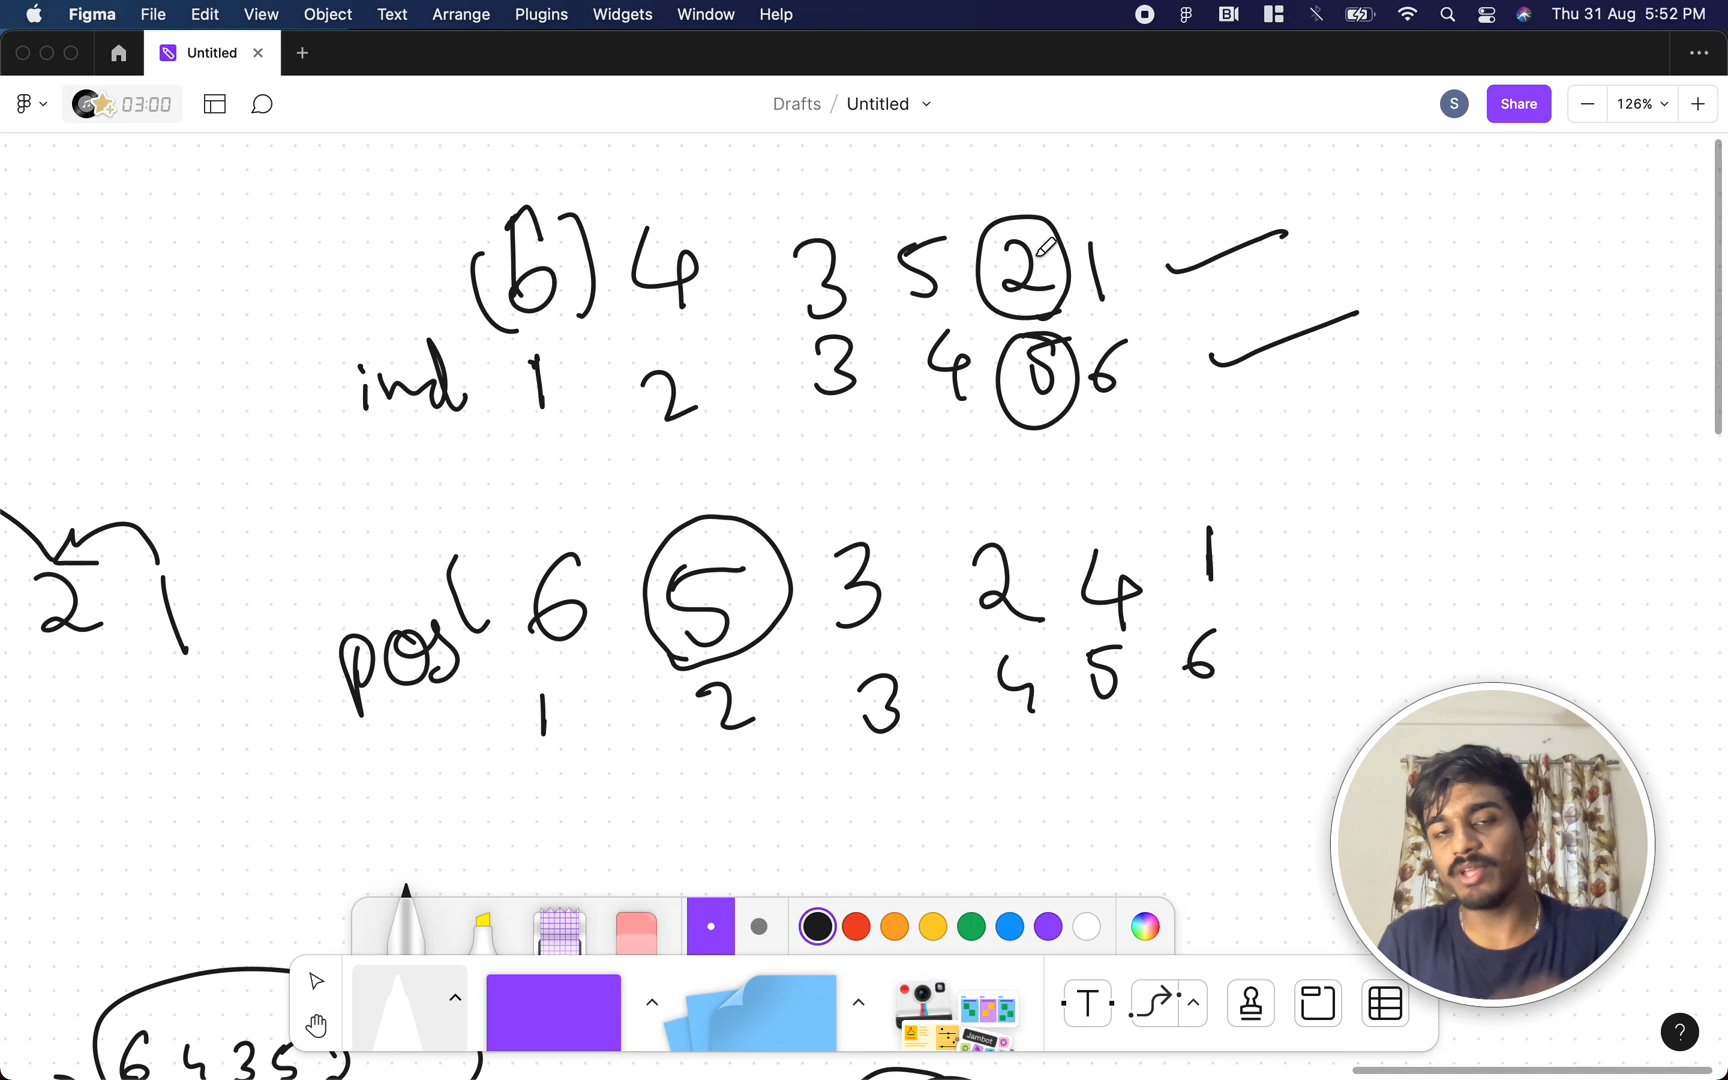 Figma File Edit View Object Text Arrange Plugins Widgets Window Help Thu 31 Aug 5:52 PM
Untitled
03:00 Drafts / Untitled S Share 126%
(6) 4 3 5 2 1
ind 1 2 3 4 5 6
2 1
pos( 6 5 3 2 4 1
1 2 3 4 5 6
6 4 3 5
Jambot
T
?